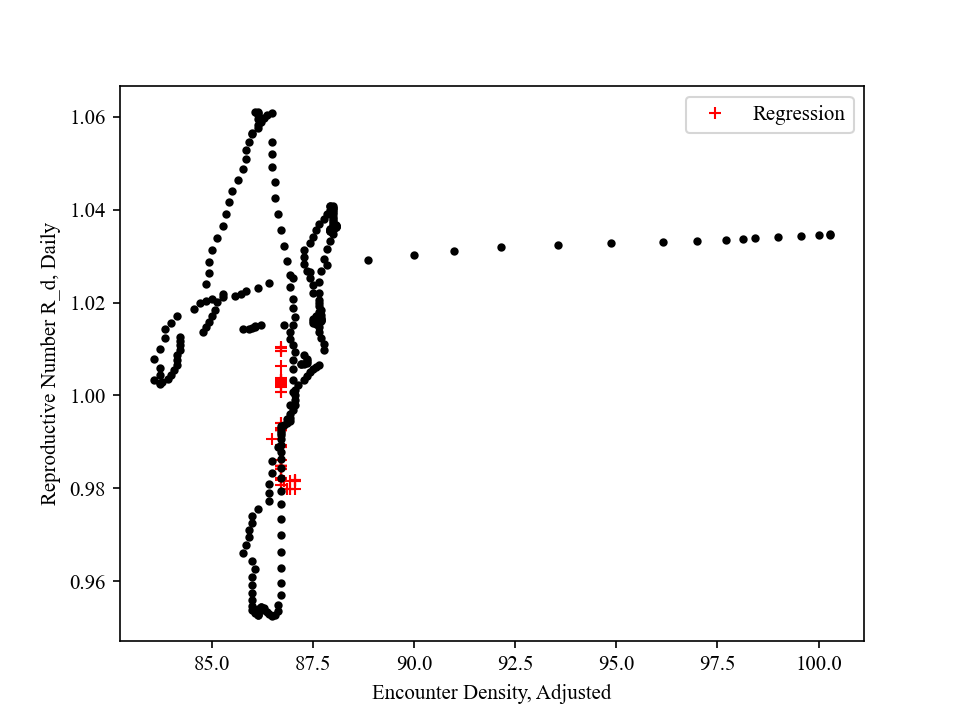 Regression
1.06
1.04
1.02
1.00
0.98
0.96
Reproductive Number R_d, Daily
85.0 87.5 90.0 92.5 95.0 97.5 100.0
Encounter Density, Adjusted